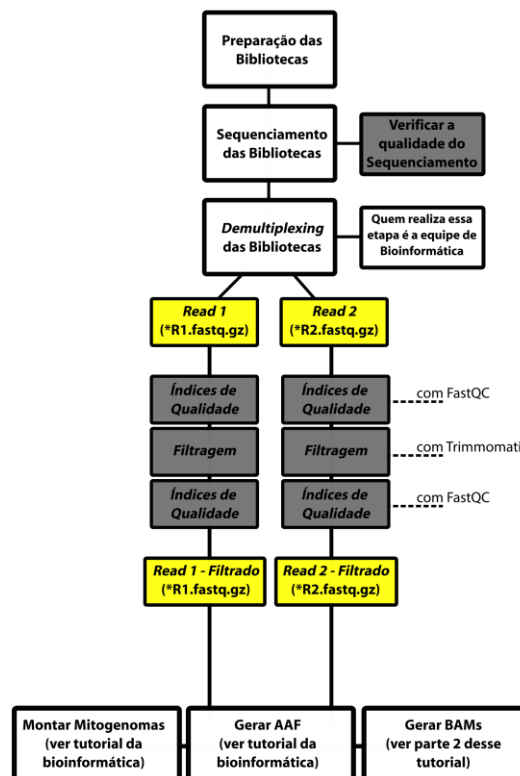 Preparação das
Bibliotecas
Sequenciamento
das Bibliotecas
Verificar a
qualidade do
Sequenciamento
Demultiplexing
das Bibliotecas
Quem realiza essa
etapa é a equipe de
Bioinformática
Read 1
(*R1.fastq.gz)
Read 2
(*R2.fastq.gz)
Índices de
Qualidade
Índices de
Qualidade
com FastQC
Filtragem
Filtragem
com Trimmomati
Índices de
Qualidade
Índices de
Qualidade
com FastQC
Read 1 - Filtrado
(*R1.fastq.gz)
Read 2 - Filtrado
(*R2.fastq.gz)
Montar Mitogenomas
(ver tutorial da
bioinformática)
Gerar AAF
(ver tutorial da
bioinformática)
Gerar BAMs
(ver parte 2 desse
tutorial)